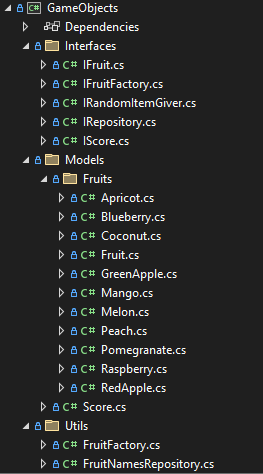 C# GameObjects
Dependencies
Interfaces
C# IFruit.cs
C# IFruitFactory.cs
C# IRandomItemGiver.cs
C# IRepository.cs
C# IScore.cs
Models
Fruits
C# Apricot.cs
C# Blueberry.cs
C# Coconut.cs
C# Fruit.cs
C# GreenApple.cs
C# Mango.cs
C# Melon.cs
C# Peach.cs
C# Pomegranate.cs
C# Raspberry.cs
C# RedApple.cs
C# Score.cs
Utils
C# FruitFactory.cs
C# FruitNamesRepository.cs